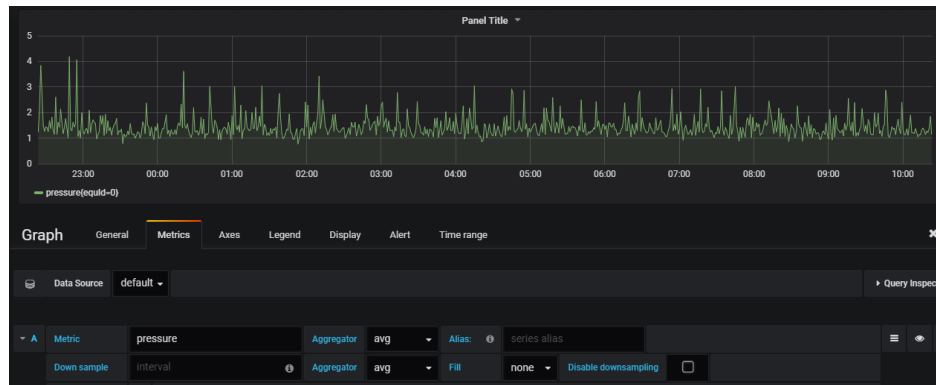 Panel Title
5
4
3
2
1
0
23:00 00:00 01:00 02:00 03:00 04:00 05:00 06:00 07:00 08:00 09:00 10:00
pressure{equId=0}
Graph General Metrics Axes Legend Display Alert Time range
Data Source default Query Inspec
A Metric pressure Aggregator avg Alias: series alias
Down sample interval Aggregator avg Fill none Disable downsampling